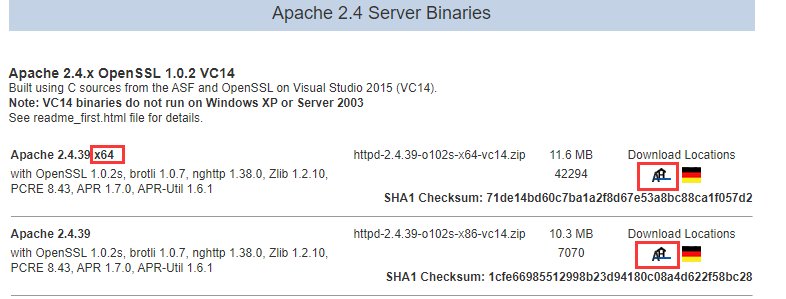 Apache 2.4 Server Binaries
Apache 2.4.x OpenSSL 1.0.2 VC14
Built using C sources from the ASF and OpenSSL on Visual Studio 2015 (VC14).
Note: VC14 binaries do not run on Windows XP or Server 2003
See readme_first.html file for details.
Apache 2.4.39 x64 httpd-2.4.39-o102s-x64-vc14.zip 11.6 MB Download Locations
with OpenSSL 1.0.2s, brotli 1.0.7, nghttp 1.38.0, Zlib 1.2.10, 42294
PCRE 8.43, APR 1.7.0, APR-Util 1.6.1
SHA1 Checksum: 71de14bd60c7ba1a2f8d67e53a8bc88ca1f057d2
Apache 2.4.39 httpd-2.4.39-o102s-x86-vc14.zip 10.3 MB Download Locations
with OpenSSL 1.0.2s, brotli 1.0.7, nghttp 1.38.0, Zlib 1.2.10, 7070
PCRE 8.43, APR 1.7.0, APR-Util 1.6.1
SHA1 Checksum: 1cfe66985512998b23d94180c08a4d622f58bc28